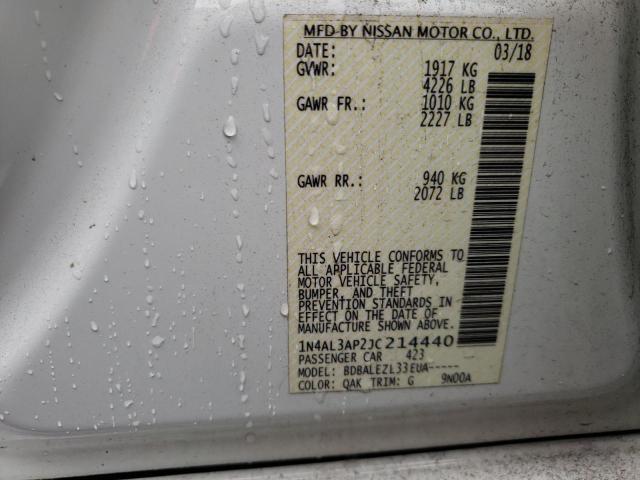 MFD BY NISSAN MOTOR CO., LTD.
DATE: 03/18
GVWR: 1917 KG
4226 LB
GAWR FR.: 1010 KG
2227 LB
GAWR RR.: 940 KG
2072 LB
THIS VEHICLE CONFORMS TO
ALL APPLICABLE FEDERAL
MOTOR VEHICLE SAFETY,
BUMPER, AND THEFT
PREVENTION STANDARDS IN
EFFECT ON THE DATE OF
MANUFACTURE SHOWN ABOVE.
1N4AL3AP2JC214440
PASSENGER CAR 423
MODEL: BDBALEZL33EUA-----
COLOR: QAK TRIM: G 9N00A